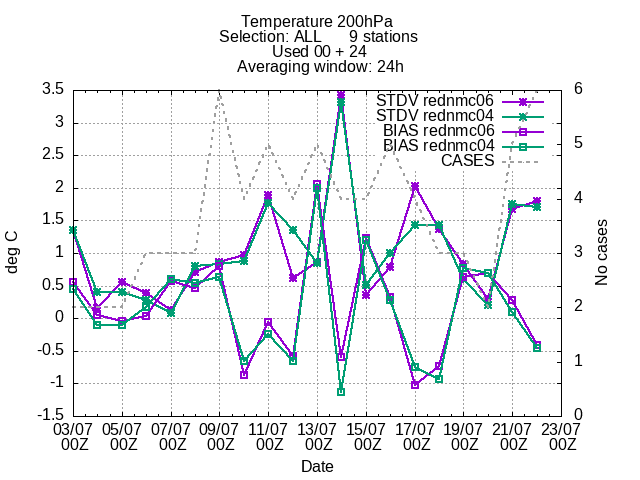 Temperature 200hPa
Selection: ALL 9 stations
Used 00 + 24
Averaging window: 24h
STDV rednmc06
STDV rednmc04
BIAS rednmc06
BIAS rednmc04
CASES
3.5
3
2.5
2
1.5
1
0.5
0
-0.5
-1
-1.5
deg C
6
5
4
3
2
1
0
No cases
03/07 05/07 07/07 09/07 11/07 13/07 15/07 17/07 19/07 21/07 23/07
00Z 00Z 00Z 00Z 00Z 00Z 00Z 00Z 00Z 00Z 00Z
Date